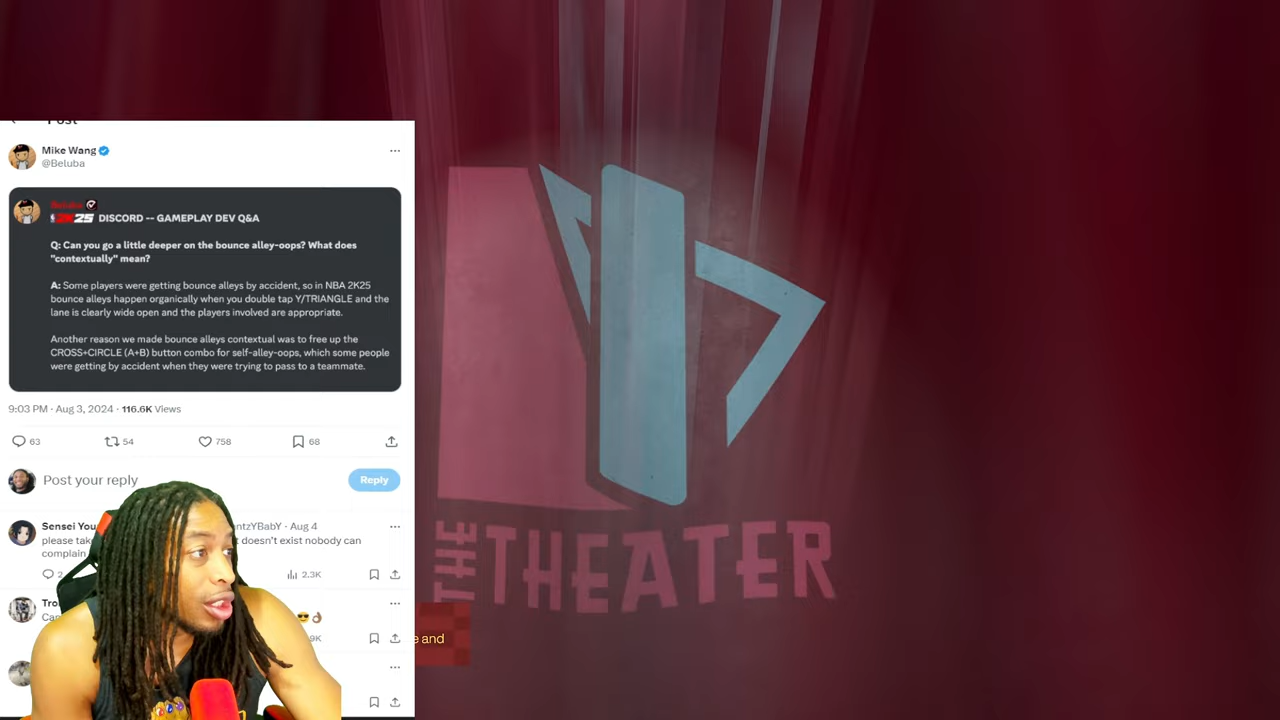 Post
Mike Wang
@Beluba
2K25 DISCORD -- GAMEPLAY DEV Q&A
Q: Can you go a little deeper on the bounce alley-oops? What does
"contextually" mean?
A: Some players were getting bounce alleys by accident, so in NBA 2K25
bounce alleys happen organically when you double tap Y/TRIANGLE and the
lane is clearly wide open and the players involved are appropriate.
Another reason we made bounce alleys contextual was to free up the
CROSS+CIRCLE (A+B) button combo for self-alley-oops, which some people
were getting by accident when they were trying to pass to a teammate.
9:03 PM · Aug 3, 2024 · 116.6K Views
63 54 758 68
Post your reply
Reply
Sensei You ntzYBabY · Aug 4
please take t doesn't exist nobody can
complain
2 2.3K
Tro
Can
9K
and
THE THEATER